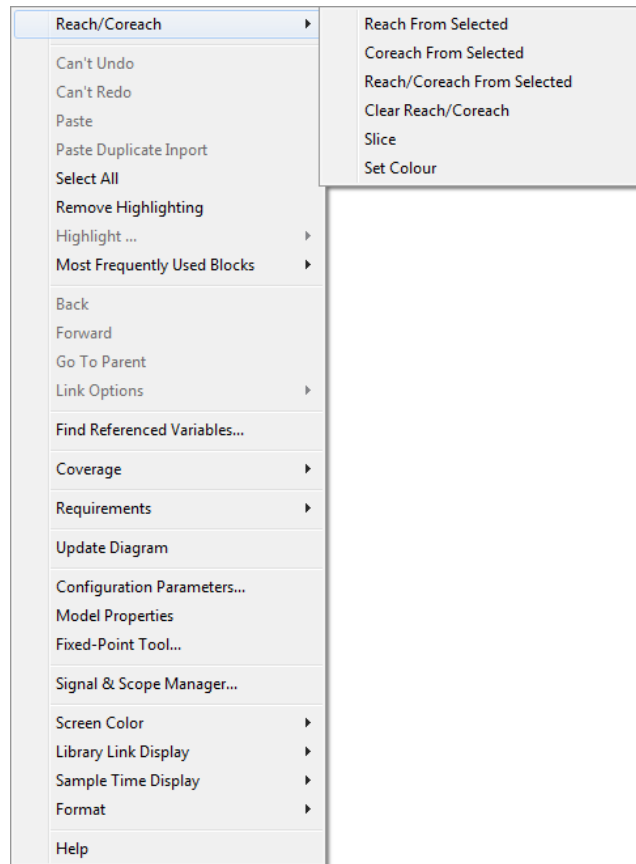 Reach/Coreach
Can't Undo
Can't Redo
Paste
Paste Duplicate Inport
Select All
Remove Highlighting
Highlight ...
Most Frequently Used Blocks
Back
Forward
Go To Parent
Link Options
Find Referenced Variables...
Coverage
Requirements
Update Diagram
Configuration Parameters...
Model Properties
Fixed-Point Tool...
Signal & Scope Manager...
Screen Color
Library Link Display
Sample Time Display
Format
Help
Reach From Selected
Coreach From Selected
Reach/Coreach From Selected
Clear Reach/Coreach
Slice
Set Colour